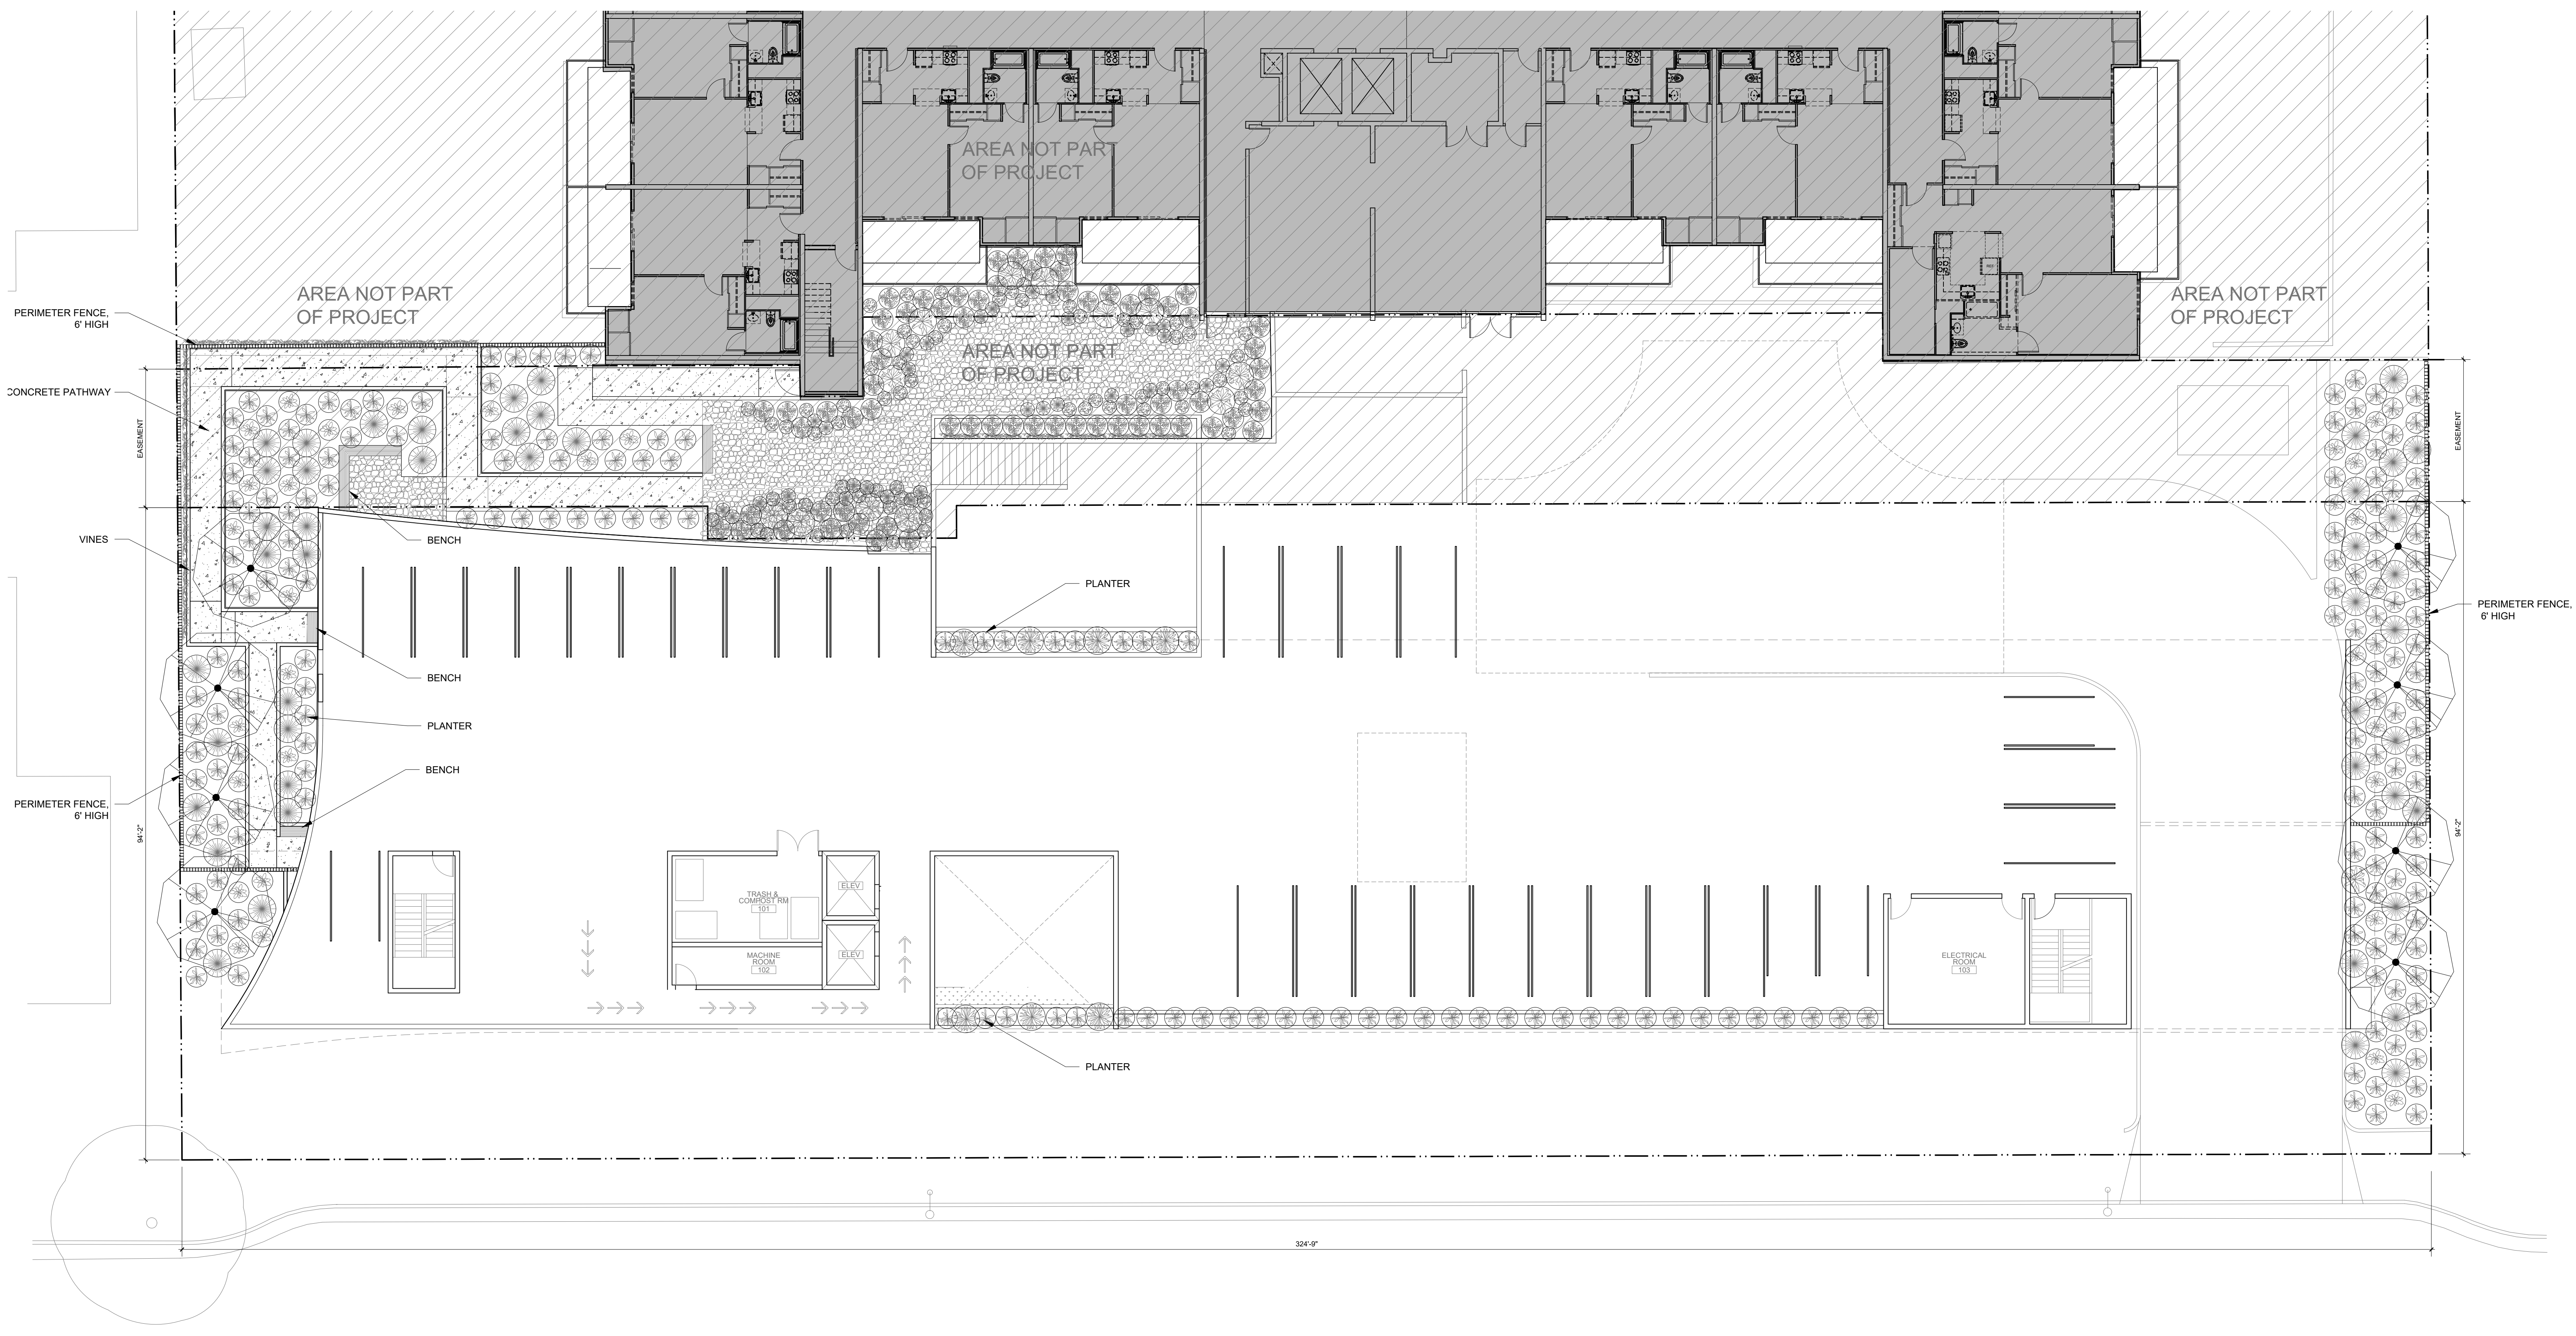 AREA NOT PART
OF PROJECT
AREA NOT PART
OF PROJECT
AREA NOT PART
OF PROJECT
PERIMETER FENCE,
6' HIGH
AREA NOT PART
OF PROJECT
CONCRETE PATHWAY
EASEMENT
EASEMENT
VINES
BENCH
PLANTER
PERIMETER FENCE,
6' HIGH
BENCH
PLANTER
BENCH
PERIMETER FENCE,
6' HIGH
94'-2"
94'-2"
TRASH &
COMPOST RM
101
ELEV
MACHINE
ROOM
102
ELEV
ELECTRICAL
ROOM
103
PLANTER
324'-9"